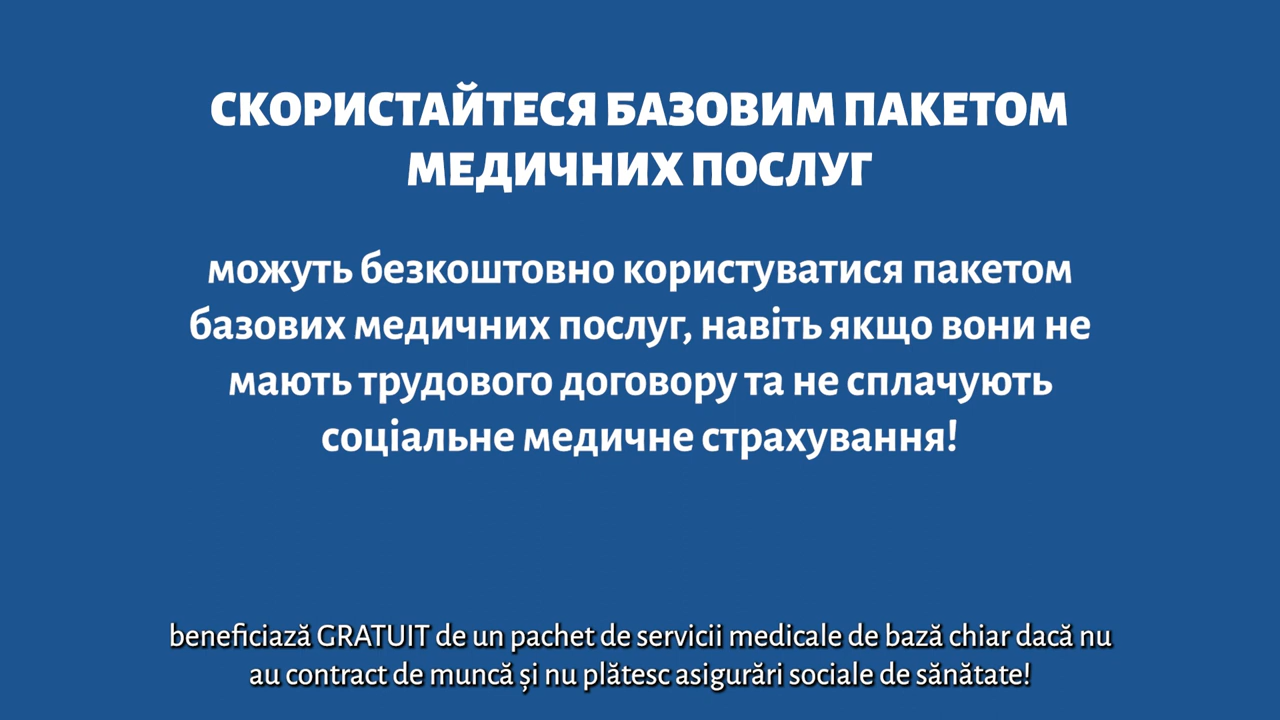 СКОРИСТАЙТЕСЯ БАЗОВИМ ПАКЕТОМ
МЕДИЧНИХ ПОСЛУГ
можуть безкоштовно користуватися пакетом
базових медичних послуг, навіть якщо вони не
мають трудового договору та не сплачують
соціальне медичне страхування!
beneficiază GRATUIT de un pachet de servicii medicale de bază chiar dacă nu
au contract de muncă și nu plătesc asigurări sociale de sănătate!